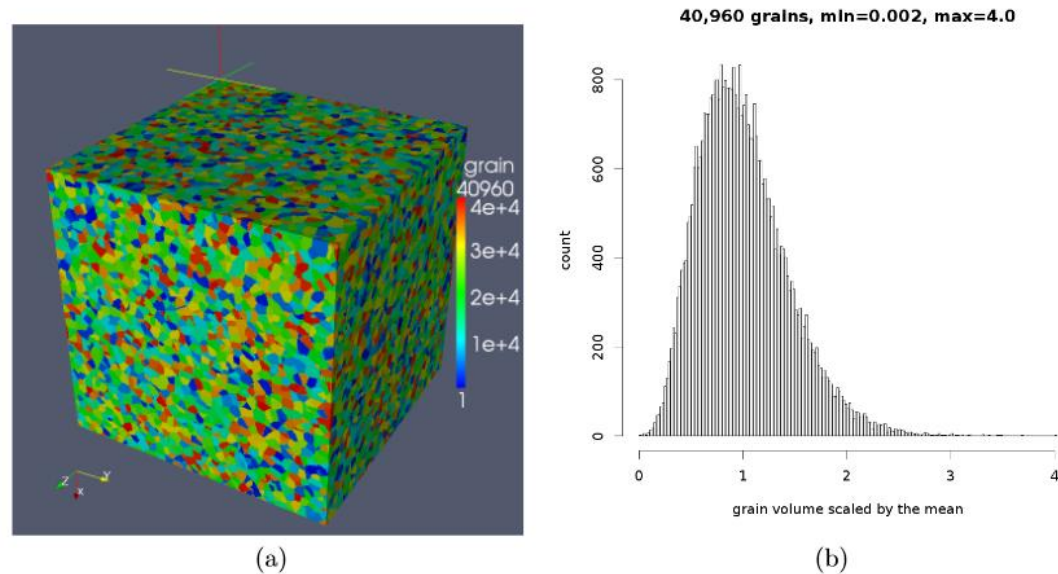 40,960 grains, min=0.002, max=4.0
grain
40960
4e+4
3e+4
2e+4
1e+4
1
Z
Y
x
800
600
400
200
0
count
0 1 2 3 4
grain volume scaled by the mean
(a)
(b)